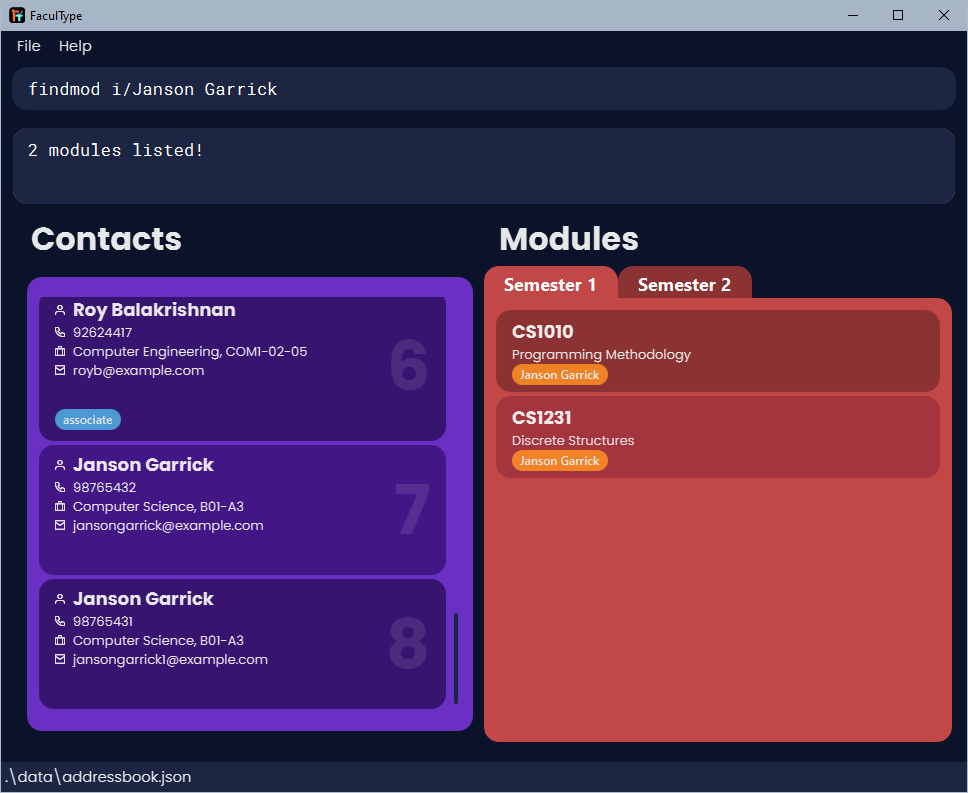 FaculType
File Help
findmod i/Janson Garrick
2 modules listed!
Contacts
Roy Balakrishnan
92624417
Computer Engineering, COM1-02-05
royb@example.com
6
associate
Janson Garrick
98765432
Computer Science, B01-A3
jansongarrick@example.com
7
Janson Garrick
98765431
Computer Science, B01-A3
jansongarrick1@example.com
8
Modules
Semester 1 Semester 2
CS1010
Programming Methodology
Janson Garrick
CS1231
Discrete Structures
Janson Garrick
.\data\addressbook.json